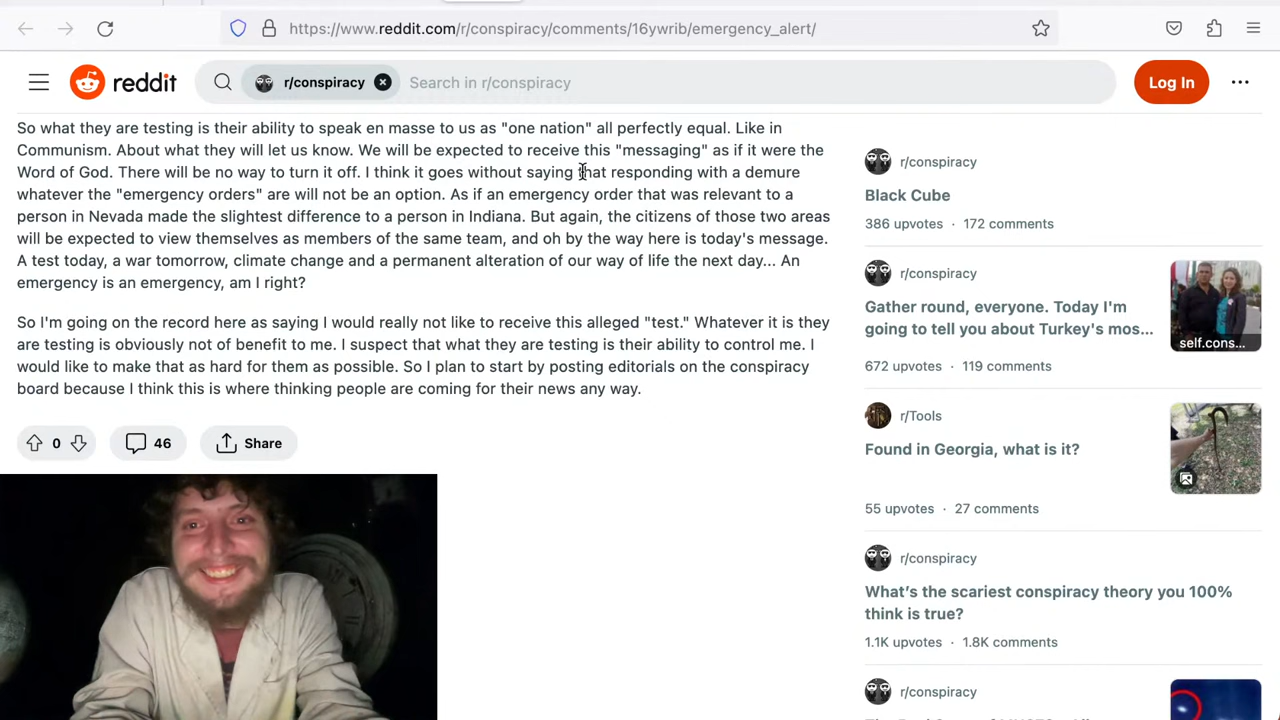 https://www.reddit.com/r/conspiracy/comments/16ywrib/emergency_alert/
reddit
r/conspiracy
Search in r/conspiracy
Log In
So what they are testing is their ability to speak en masse to us as "one nation" all perfectly equal. Like in
Communism. About what they will let us know. We will be expected to receive this "messaging" as if it were the
Word of God. There will be no way to turn it off. I think it goes without saying that responding with a demure
whatever the "emergency orders" are will not be an option. As if an emergency order that was relevant to a
person in Nevada made the slightest difference to a person in Indiana. But again, the citizens of those two areas
will be expected to view themselves as members of the same team, and oh by the way here is today's message.
A test today, a war tomorrow, climate change and a permanent alteration of our way of life the next day... An
emergency is an emergency, am I right?
So I'm going on the record here as saying I would really not like to receive this alleged "test." Whatever it is they
are testing is obviously not of benefit to me. I suspect that what they are testing is their ability to control me. I
would like to make that as hard for them as possible. So I plan to start by posting editorials on the conspiracy
board because I think this is where thinking people are coming for their news any way.
0
46
Share
r/conspiracy
Black Cube
386 upvotes · 172 comments
r/conspiracy
Gather round, everyone. Today I'm
going to tell you about Turkey's mos...
self.cons...
672 upvotes · 119 comments
r/Tools
Found in Georgia, what is it?
55 upvotes · 27 comments
r/conspiracy
What's the scariest conspiracy theory you 100%
think is true?
1.1K upvotes · 1.8K comments
r/conspiracy